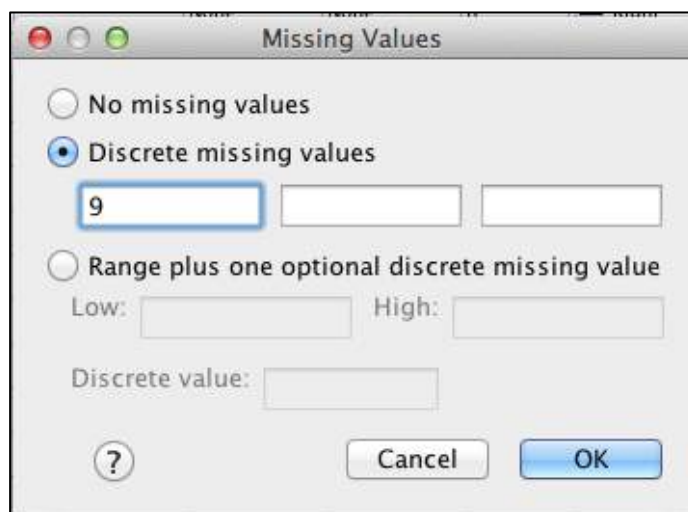 Missing Values
No missing values
Discrete missing values
9
Range plus one optional discrete missing value
Low: High:
Discrete value:
? Cancel OK